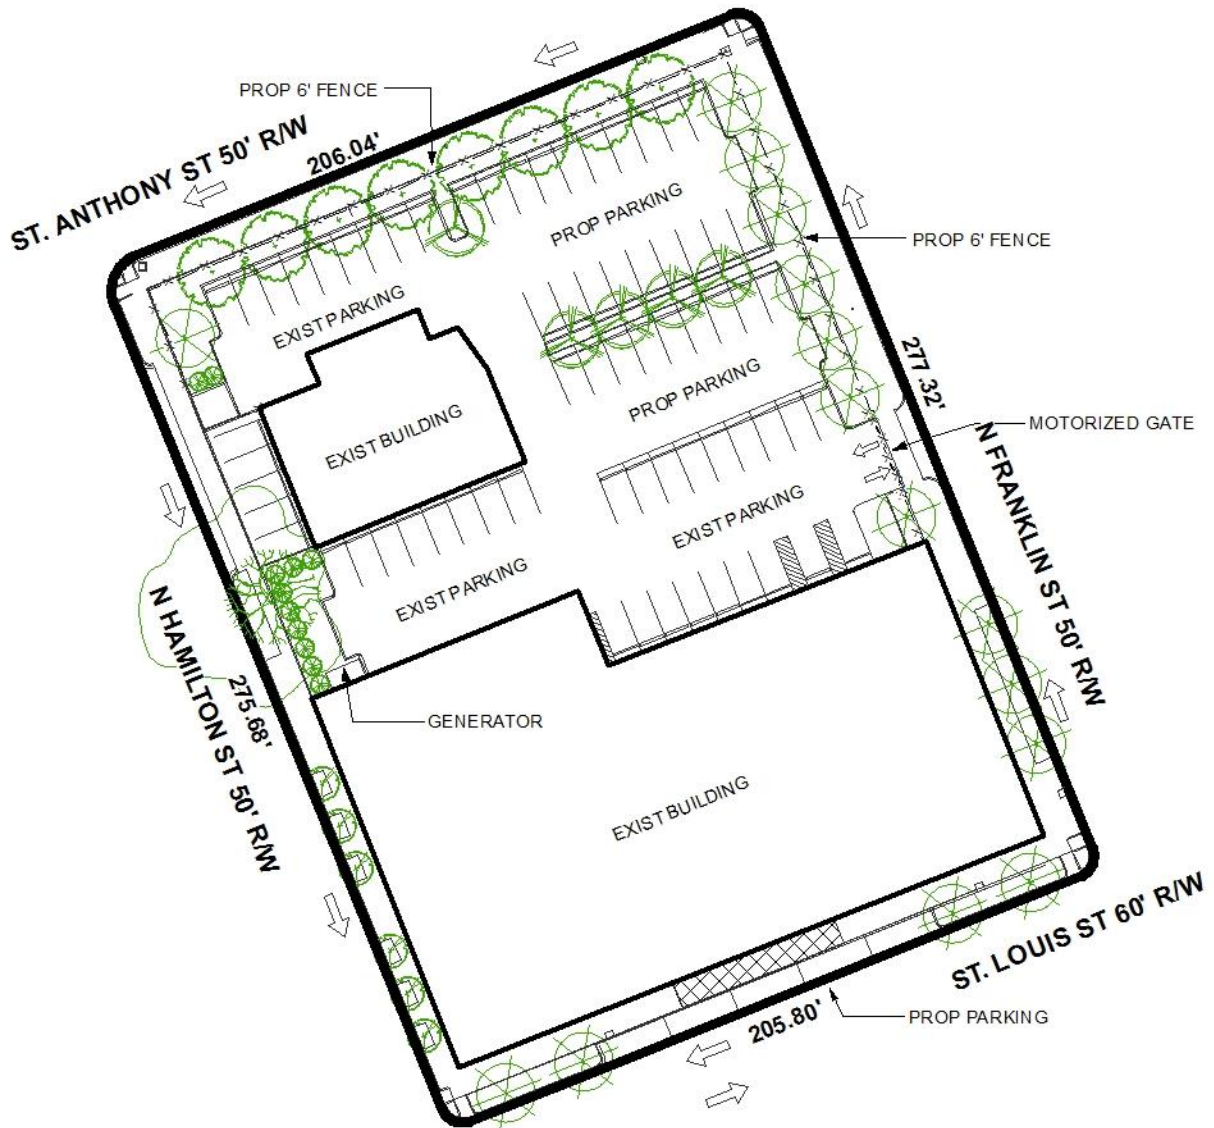 PROP 6' FENCE
ST. ANTHONY ST 50' R/W
206.04'
PROP PARKING
PROP 6' FENCE
EXIST PARKING
277.32'
PROP PARKING
MOTORIZED GATE
EXIST BUILDING
N FRANKLIN ST 50' R/W
EXIST PARKING
EXIST PARKING
N HAMILTON ST 50' R/W
275.68'
GENERATOR
EXIST BUILDING
ST. LOUIS ST 60' R/W
205.80'
PROP PARKING